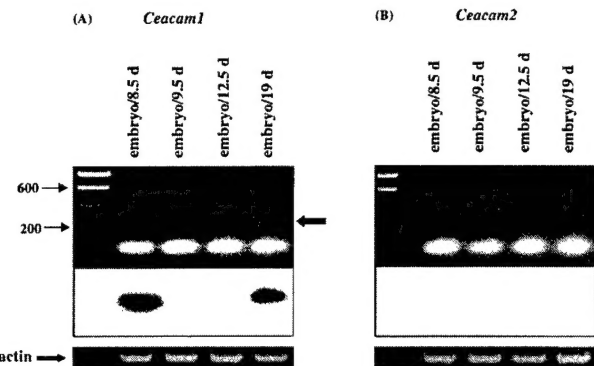 (A) Ceacam1
embryo/8.5 d
embryo/9.5 d
embryo/12.5 d
embryo/19 d
600
200
actin
(B) Ceacam2
embryo/8.5 d
embryo/9.5 d
embryo/12.5 d
embryo/19 d